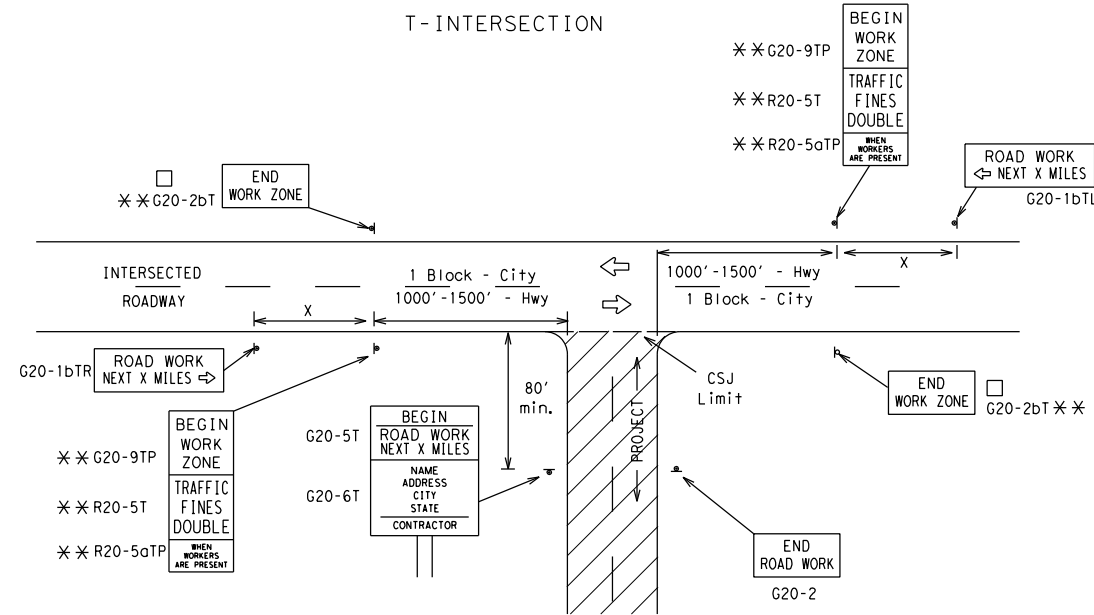 T-INTERSECTION
BEGIN
WORK
ZONE
**G20-9TP
TRAFFIC
FINES
DOUBLE
**R20-5T
WHEN
WORKERS
ARE PRESENT
**R20-5aTP
ROAD WORK
⇦ NEXT X MILES
G20-1bTL
□
**G20-2bT
END
WORK ZONE
INTERSECTED
ROADWAY
1 Block - City
1000'-1500' - Hwy
1000'-1500' - Hwy
1 Block - City
X
X
G20-1bTR
ROAD WORK
NEXT X MILES ⇨
80'
min.
CSJ
Limit
PROJECT
END
WORK ZONE
□
G20-2bT **
BEGIN
WORK
ZONE
** G20-9TP
TRAFFIC
FINES
DOUBLE
** R20-5T
WHEN
WORKERS
ARE PRESENT
** R20-5aTP
G20-5T
BEGIN
ROAD WORK
NEXT X MILES
G20-6T
NAME
ADDRESS
CITY
STATE
CONTRACTOR
END
ROAD WORK
G20-2